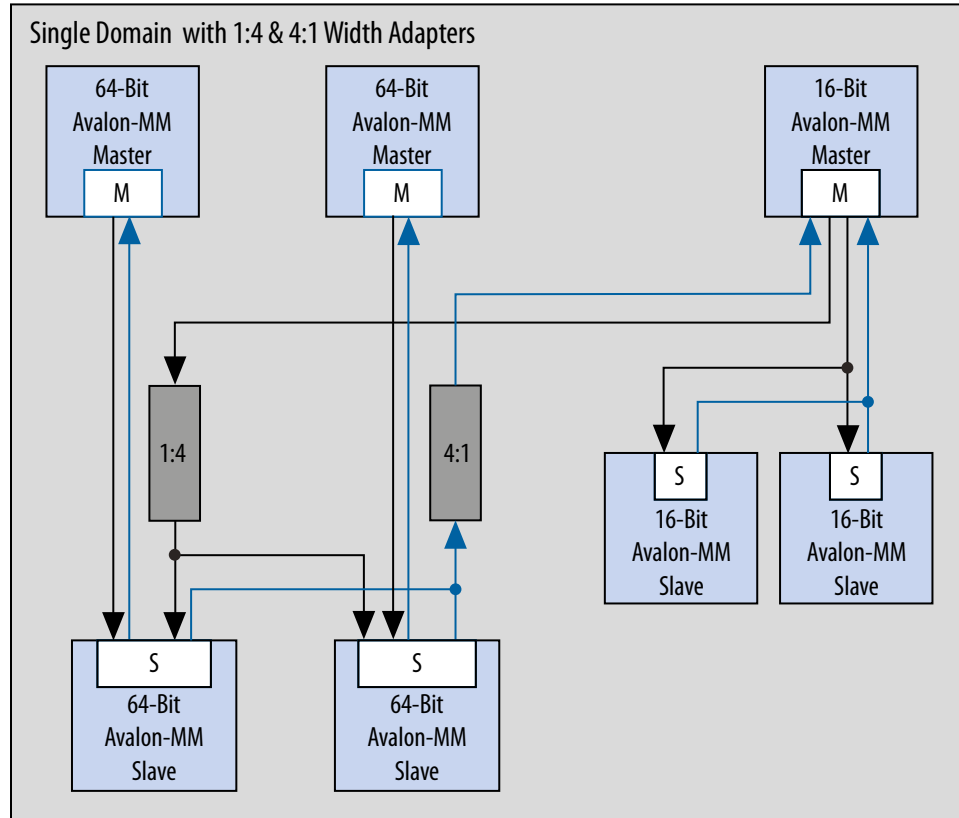 Single Domain with 1:4 & 4:1 Width Adapters
64-Bit
Avalon-MM
Master
M
64-Bit
Avalon-MM
Master
M
16-Bit
Avalon-MM
Master
M
1:4
4:1
S
16-Bit
Avalon-MM
Slave
S
16-Bit
Avalon-MM
Slave
S
64-Bit
Avalon-MM
Slave
S
64-Bit
Avalon-MM
Slave